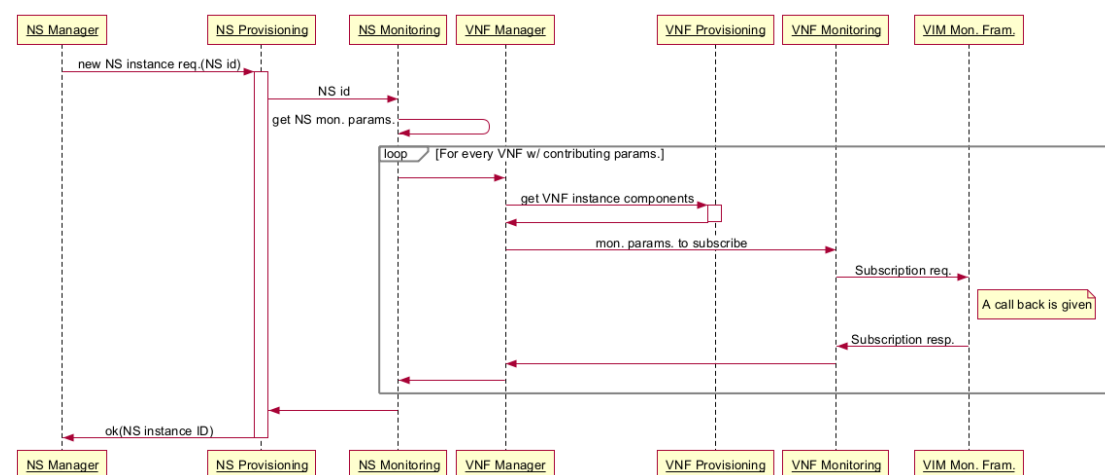 NS Manager NS Provisioning NS Monitoring VNF Manager VNF Provisioning VNF Monitoring VIM Mon. Fram.
new NS instance req.(NS id)
NS id
get NS mon. params.
loop [For every VNF w/ contributing params.]
get VNF instance components
mon. params. to subscribe
Subscription req.
A call back is given
Subscription resp.
ok(NS instance ID)
NS Manager NS Provisioning NS Monitoring VNF Manager VNF Provisioning VNF Monitoring VIM Mon. Fram.